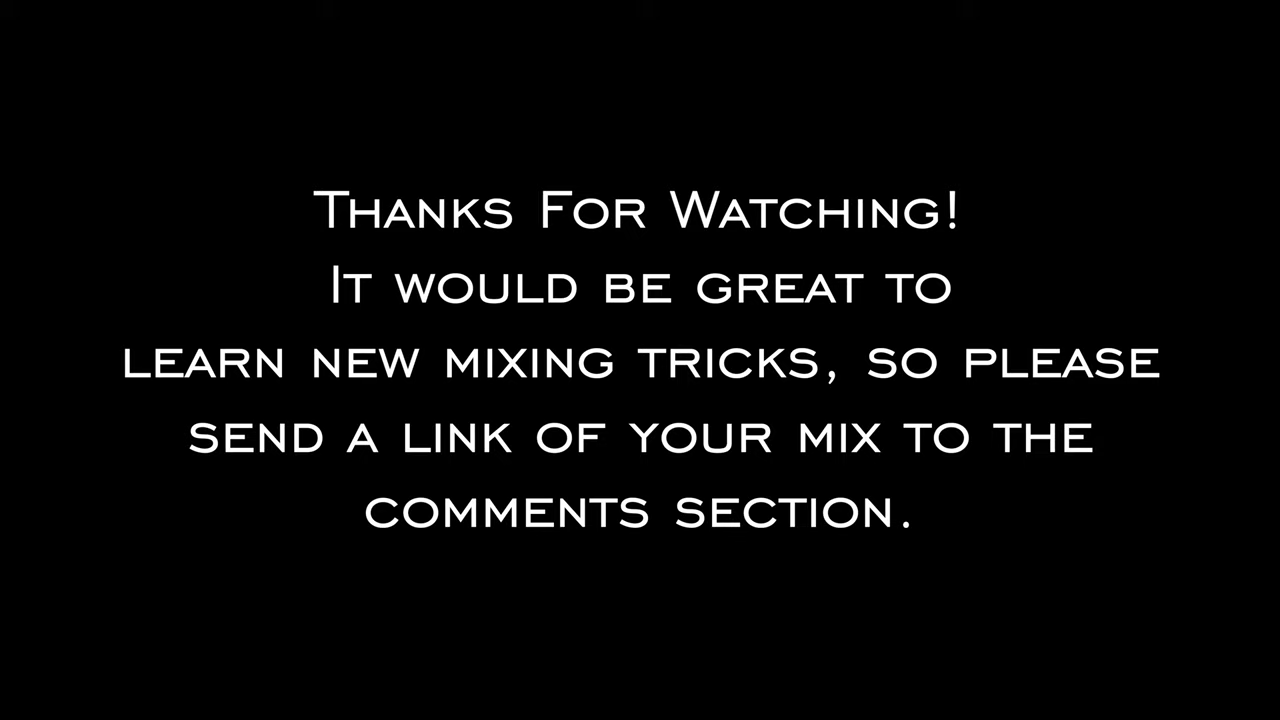 Thanks For Watching!
It would be great to
learn new mixing tricks, so please
send a link of your mix to the
comments section.